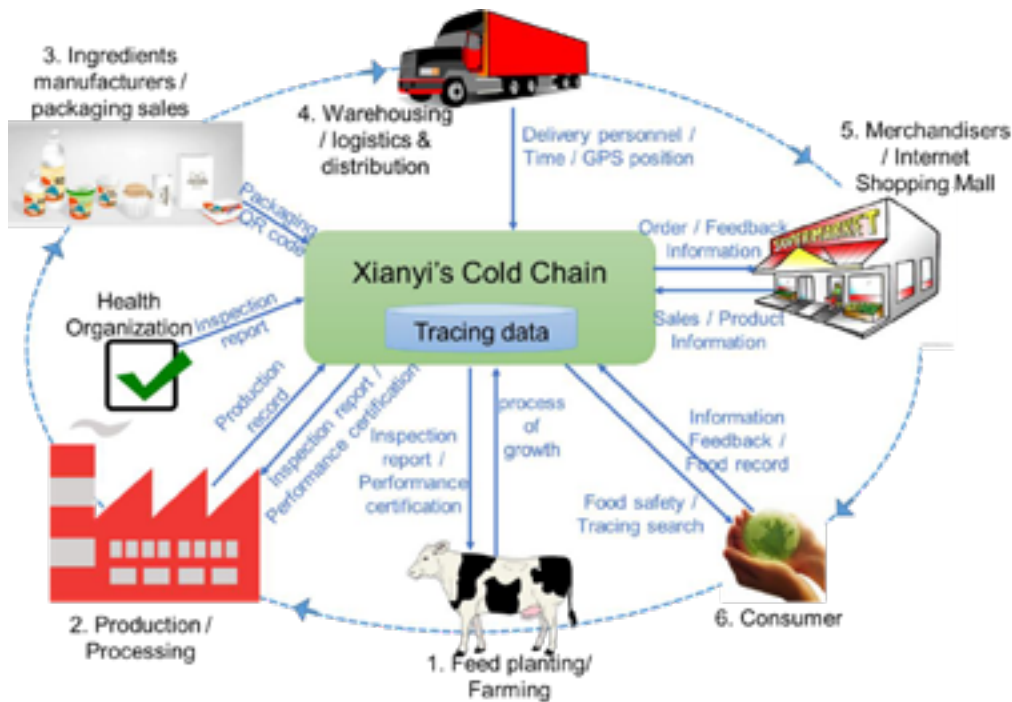 3. Ingredients
manufacturers /
packaging sales
4. Warehousing
/ logistics &
distribution
Delivery personnel /
Time / GPS position
5. Merchandisers
/ Internet
Shopping Mall
SUPERMARKET
Packaging
QR code
Order / Feedback
Information
Xianyi's Cold Chain
Tracing data
Sales / Product
Information
Health
Organization
Inspection
report
Production
record
Inspection report /
Performance certification
Inspection
report /
Performance
certification
process
of
growth
Information
Feedback /
Food record
Food safety /
Tracing search
2. Production /
Processing
1. Feed planting/
Farming
6. Consumer